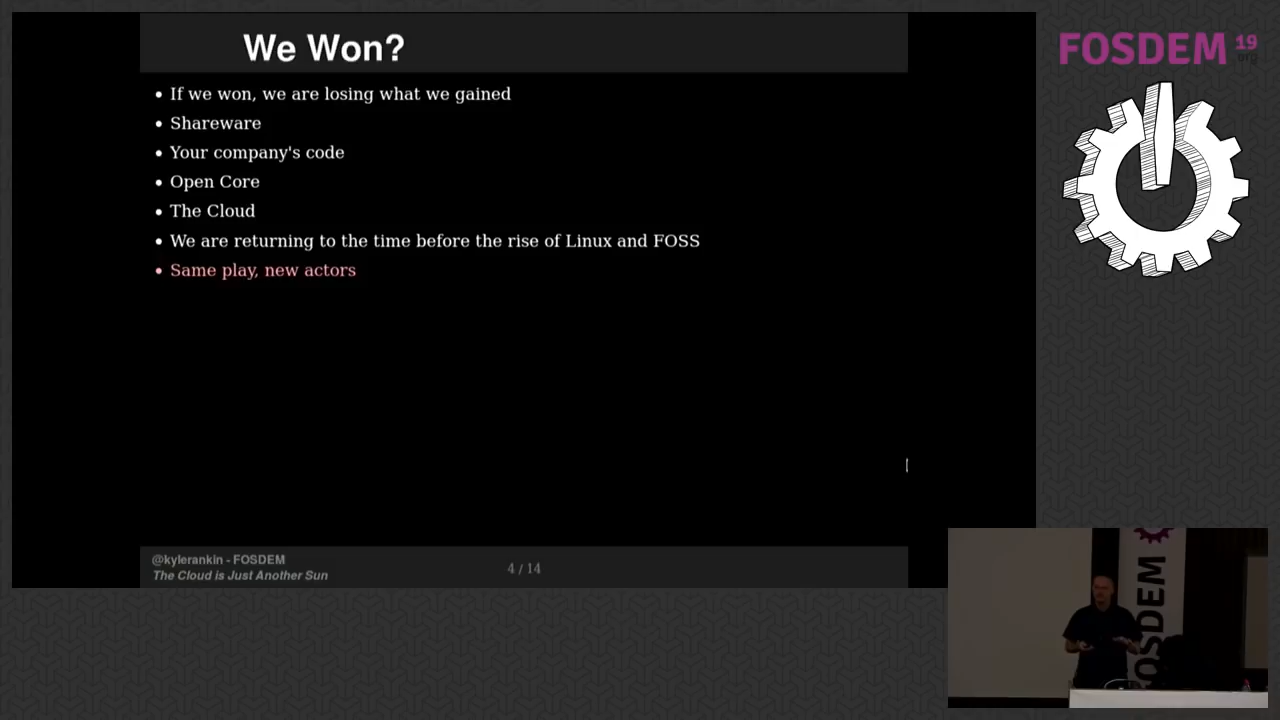 We Won?
If we won, we are losing what we gained
Shareware
Your company's code
Open Core
The Cloud
We are returning to the time before the rise of Linux and FOSS
Same play, new actors
@kylerankin - FOSDEM
The Cloud is Just Another Sun
4 / 14
FOSDEM 19
.org
FOSDEM